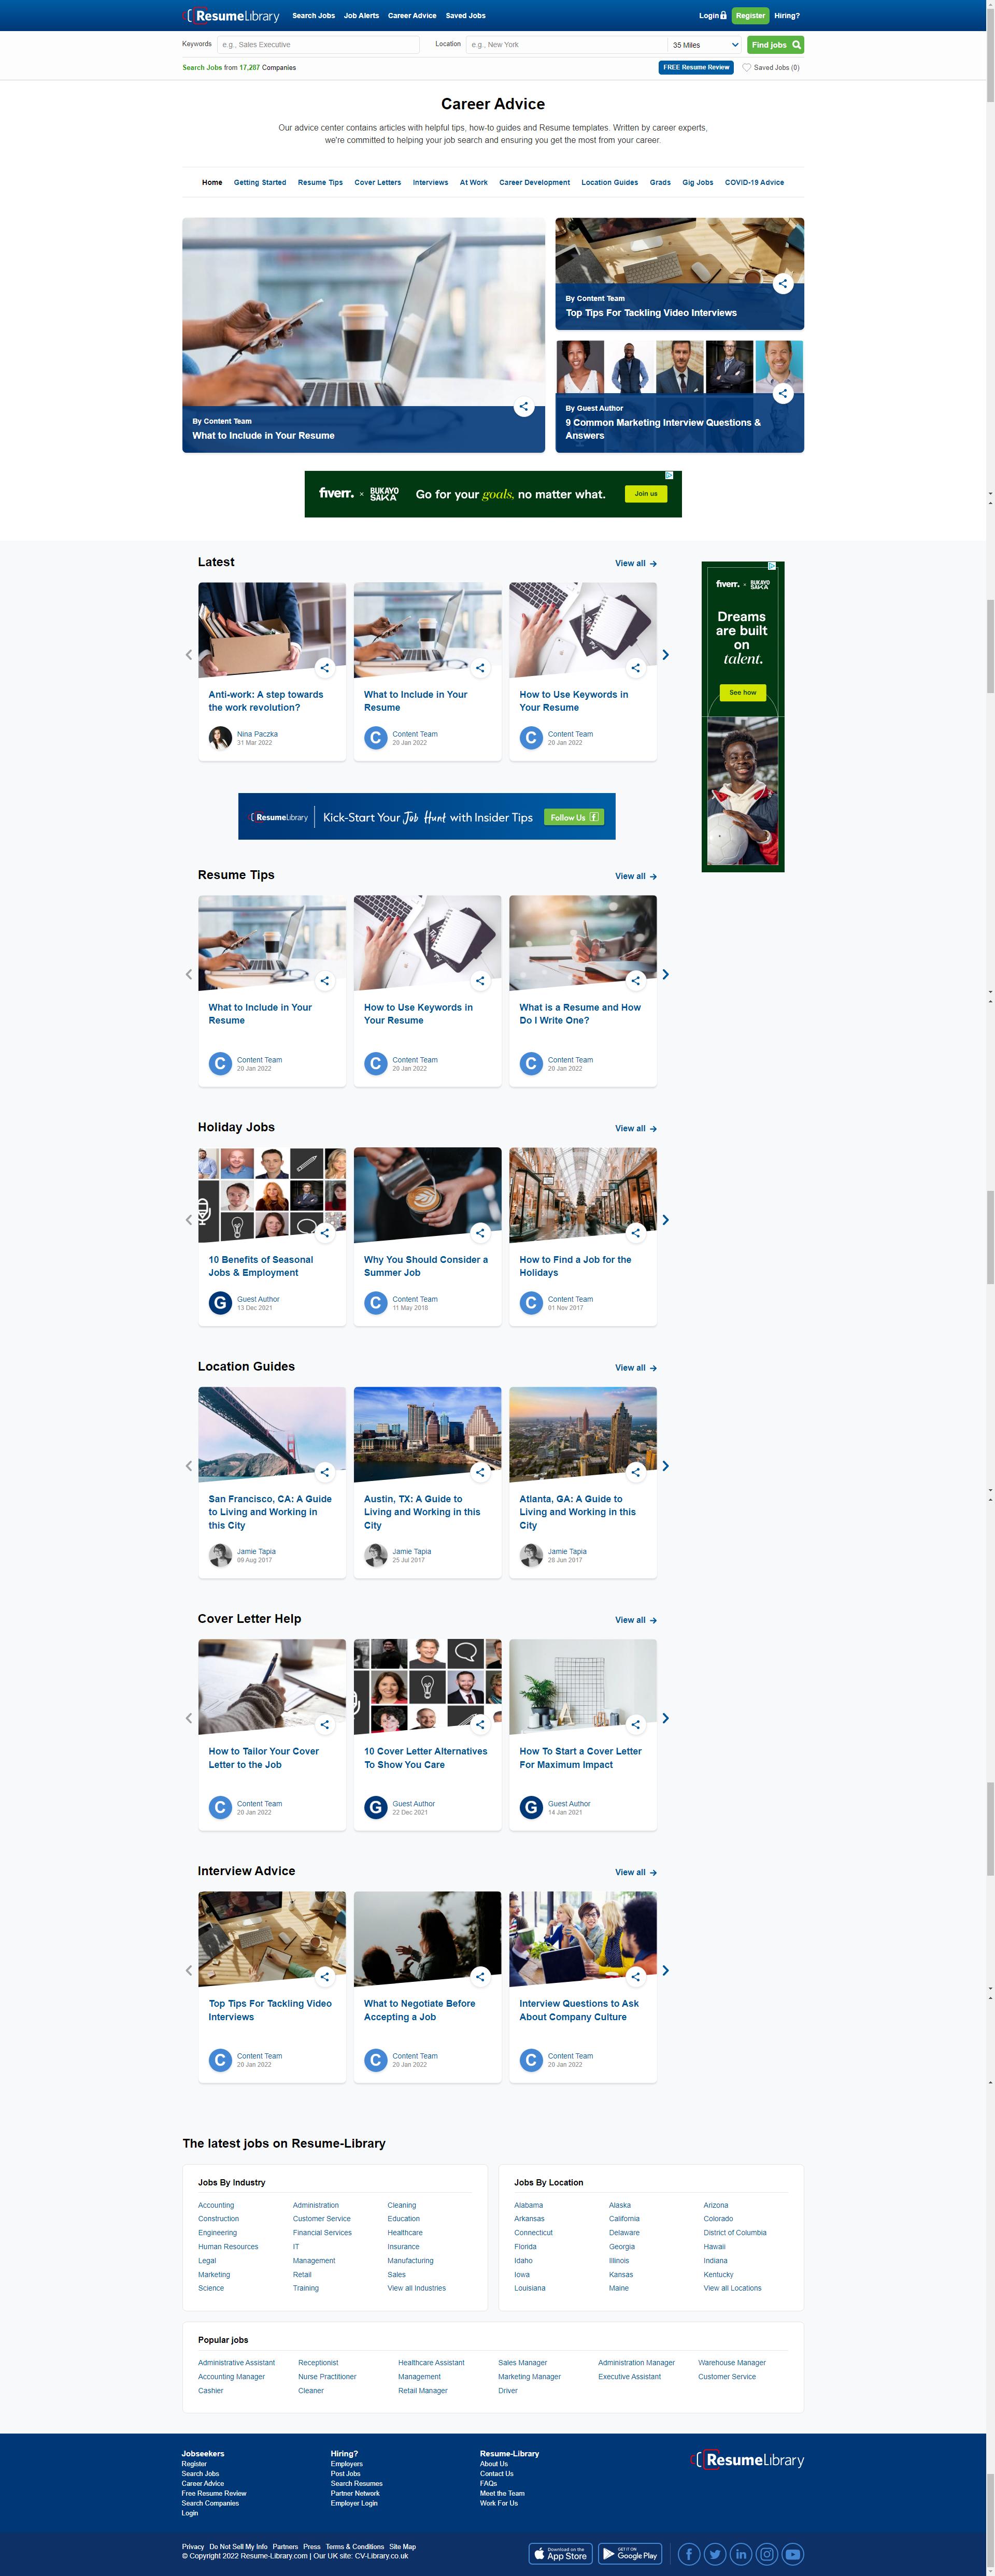 ResumeLibrary Search Jobs Job Alerts Career Advice Saved Jobs Login Register Hiring?
Keywords e.g., Sales Executive Location e.g., New York 35 Miles Find jobs
Search Jobs from 17,287 Companies FREE Resume Review Saved Jobs (0)
Career Advice
Our advice center contains articles with helpful tips, how-to guides and Resume templates. Written by career experts,
we're committed to helping your job search and ensuring you get the most from your career.
Home Getting Started Resume Tips Cover Letters Interviews At Work Career Development Location Guides Grads Gig Jobs COVID-19 Advice
By Content Team
What to Include in Your Resume
By Content Team
Top Tips For Tackling Video Interviews
By Guest Author
9 Common Marketing Interview Questions &
Answers
fiverr. × BUKAYO SAKA Go for your goals, no matter what. Join us
Latest View all
Anti-work: A step towards
the work revolution?
Nina Paczka
31 Mar 2022
What to Include in Your
Resume
Content Team
20 Jan 2022
How to Use Keywords in
Your Resume
Content Team
20 Jan 2022
fiverr. × BUKAYO SAKA
Dreams
are built
on
talent.
See how
ResumeLibrary Kick-Start Your Job Hunt with Insider Tips Follow Us
Resume Tips View all
What to Include in Your
Resume
C Content Team
20 Jan 2022
How to Use Keywords in
Your Resume
C Content Team
20 Jan 2022
What is a Resume and How
Do I Write One?
C Content Team
20 Jan 2022
Holiday Jobs View all
10 Benefits of Seasonal
Jobs & Employment
G Guest Author
13 Dec 2021
Why You Should Consider a
Summer Job
C Content Team
11 May 2018
How to Find a Job for the
Holidays
C Content Team
01 Nov 2017
Location Guides View all
San Francisco, CA: A Guide
to Living and Working in
this City
Jamie Tapia
09 Aug 2017
Austin, TX: A Guide to
Living and Working in this
City
Jamie Tapia
25 Jul 2017
Atlanta, GA: A Guide to
Living and Working in this
City
Jamie Tapia
28 Jun 2017
Cover Letter Help View all
How to Tailor Your Cover
Letter to the Job
C Content Team
20 Jan 2022
10 Cover Letter Alternatives
To Show You Care
G Guest Author
22 Dec 2021
How To Start a Cover Letter
For Maximum Impact
G Guest Author
14 Jan 2021
Interview Advice View all
Top Tips For Tackling Video
Interviews
C Content Team
20 Jan 2022
What to Negotiate Before
Accepting a Job
C Content Team
20 Jan 2022
Interview Questions to Ask
About Company Culture
C Content Team
20 Jan 2022
The latest jobs on Resume-Library
Jobs By Industry
Accounting Administration Cleaning
Construction Customer Service Education
Engineering Financial Services Healthcare
Human Resources IT Insurance
Legal Management Manufacturing
Marketing Retail Sales
Science Training View all Industries
Jobs By Location
Alabama Alaska Arizona
Arkansas California Colorado
Connecticut Delaware District of Columbia
Florida Georgia Hawaii
Idaho Illinois Indiana
Iowa Kansas Kentucky
Louisiana Maine View all Locations
Popular jobs
Administrative Assistant Receptionist Healthcare Assistant Sales Manager Administration Manager Warehouse Manager
Accounting Manager Nurse Practitioner Management Marketing Manager Executive Assistant Customer Service
Cashier Cleaner Retail Manager Driver
Jobseekers
Register
Search Jobs
Career Advice
Free Resume Review
Search Companies
Login
Hiring?
Employers
Post Jobs
Search Resumes
Partner Network
Employer Login
Resume-Library
About Us
Contact Us
FAQs
Meet the Team
Work For Us
ResumeLibrary
Privacy Do Not Sell My Info Partners Press Terms & Conditions Site Map
© Copyright 2022 Resume-Library.com | Our UK site: CV-Library.co.uk
Download on the App Store GET IT ON Google Play